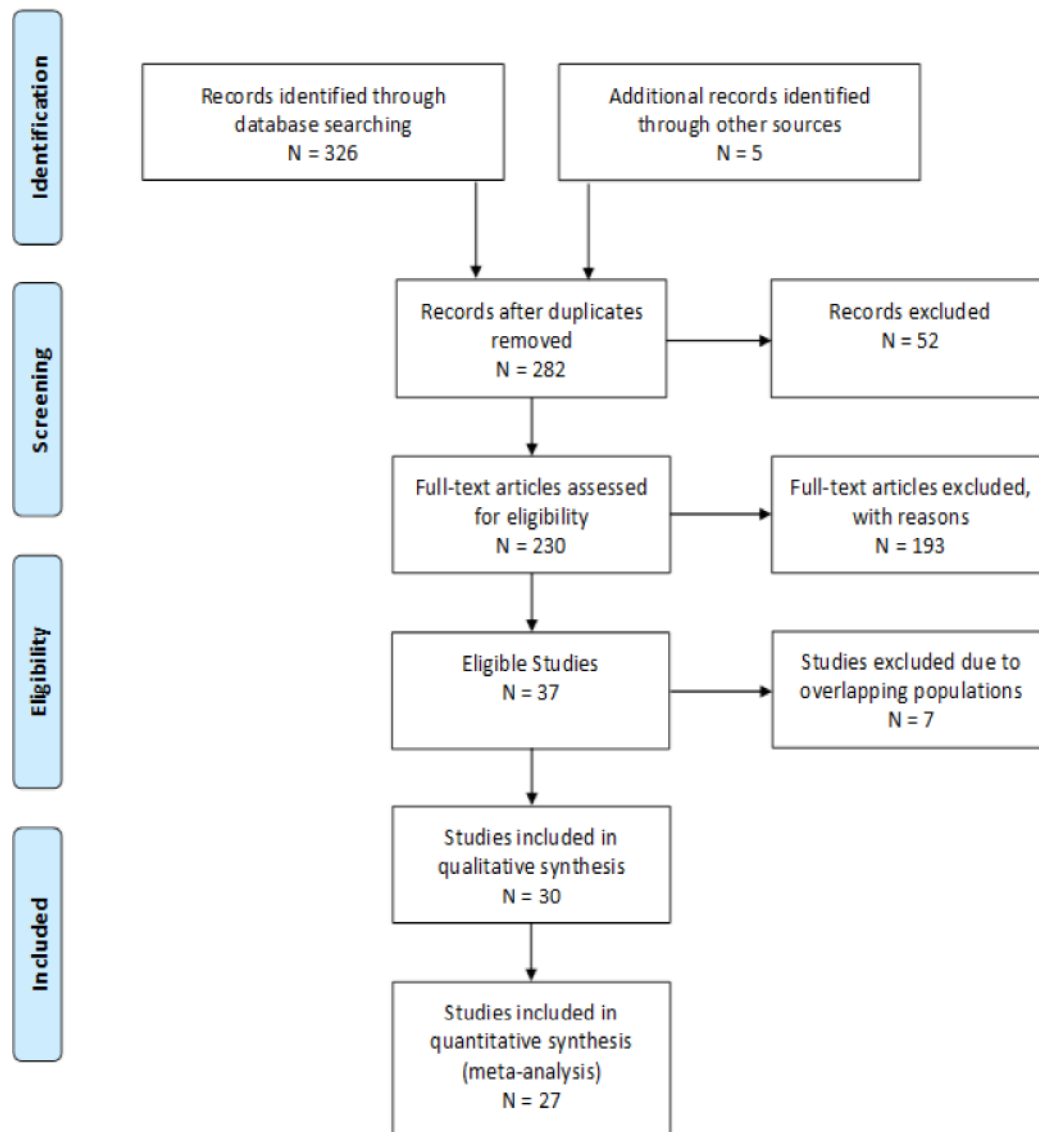 Identification
Records identified through
database searching
N = 326
Additional records identified
through other sources
N = 5
Screening
Records after duplicates
removed
N = 282
Records excluded
N = 52
Full-text articles assessed
for eligibility
N = 230
Full-text articles excluded,
with reasons
N = 193
Eligibility
Eligible Studies
N = 37
Studies excluded due to
overlapping populations
N = 7
Included
Studies included in
qualitative synthesis
N = 30
Studies included in
quantitative synthesis
(meta-analysis)
N = 27